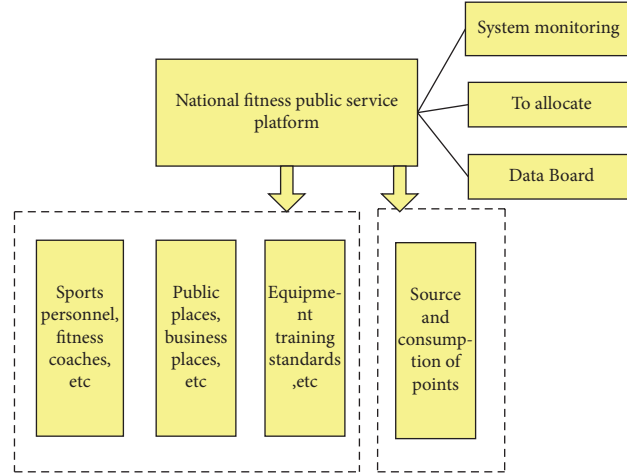 System monitoring
National fitness public service
platform
To allocate
Data Board
Sports
personnel,
fitness
coaches,
etc
Public
places,
business
places,
etc
Equipme-
nt
training
standards
,etc
Source
and
consump-
tion of
points